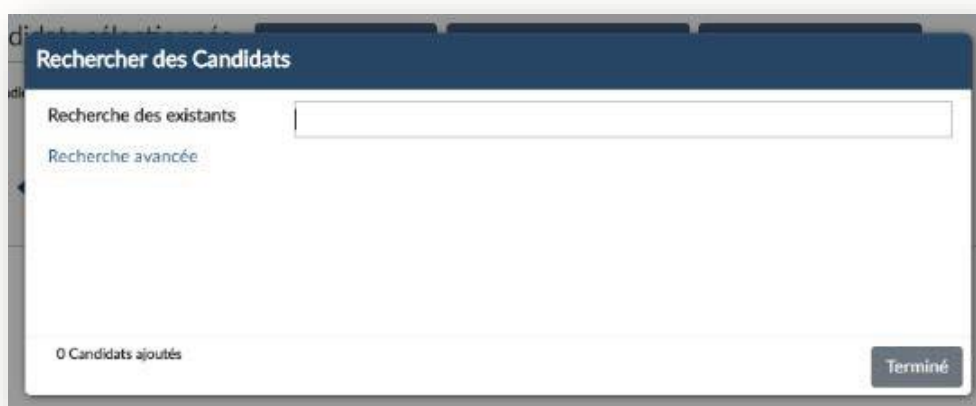 Rechercher des Candidats
Recherche des existants
Recherche avancée
0 Candidats ajoutés
Terminé